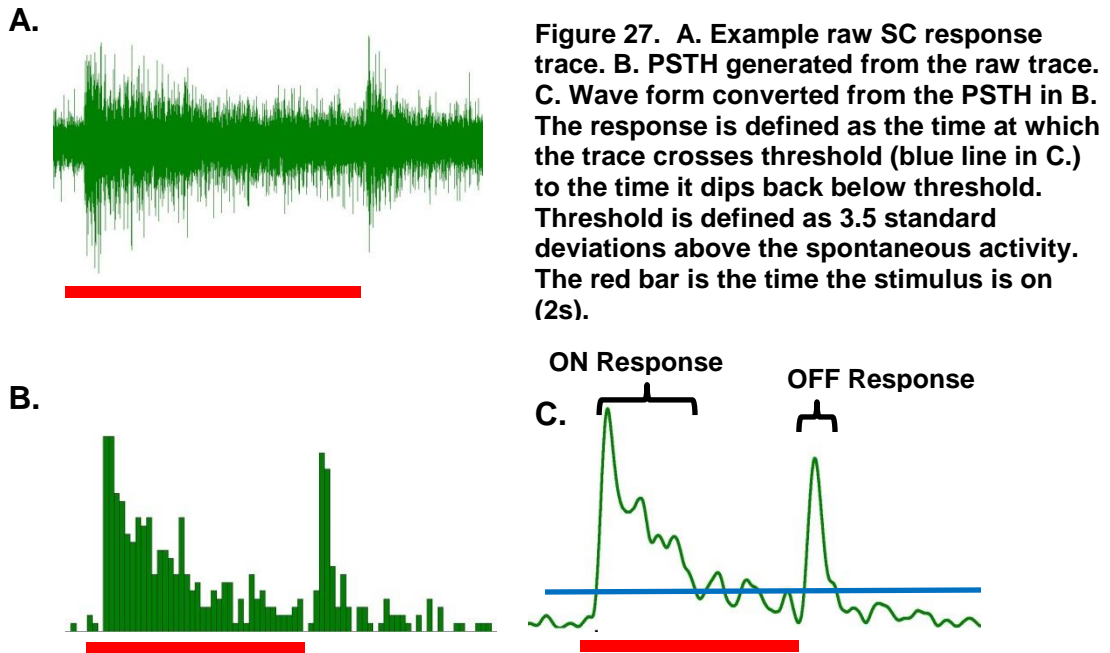 A.
Figure 27.  A. Example raw SC response
trace. B. PSTH generated from the raw trace.
C. Wave form converted from the PSTH in B.
The response is defined as the time at which
the trace crosses threshold (blue line in C.)
to the time it dips back below threshold.
Threshold is defined as 3.5 standard
deviations above the spontaneous activity.
The red bar is the time the stimulus is on
(2s).
B.
C.
ON Response
OFF Response